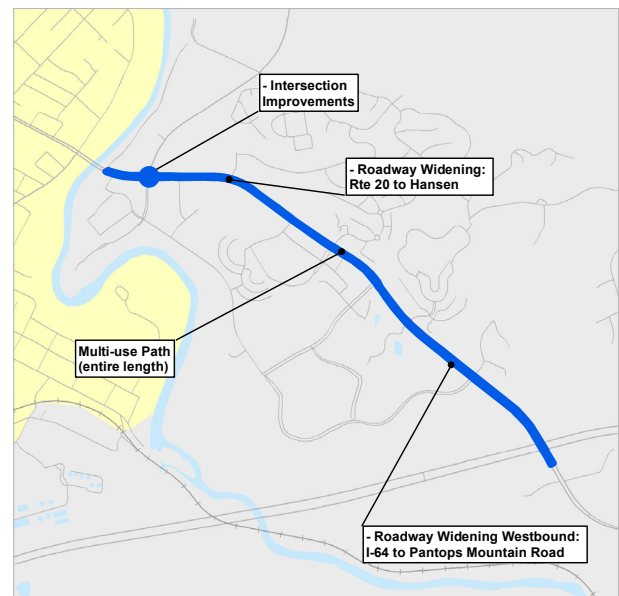 - Intersection
Improvements
- Roadway Widening:
Rte 20 to Hansen
Multi-use Path
(entire length)
- Roadway Widening Westbound:
I-64 to Pantops Mountain Road